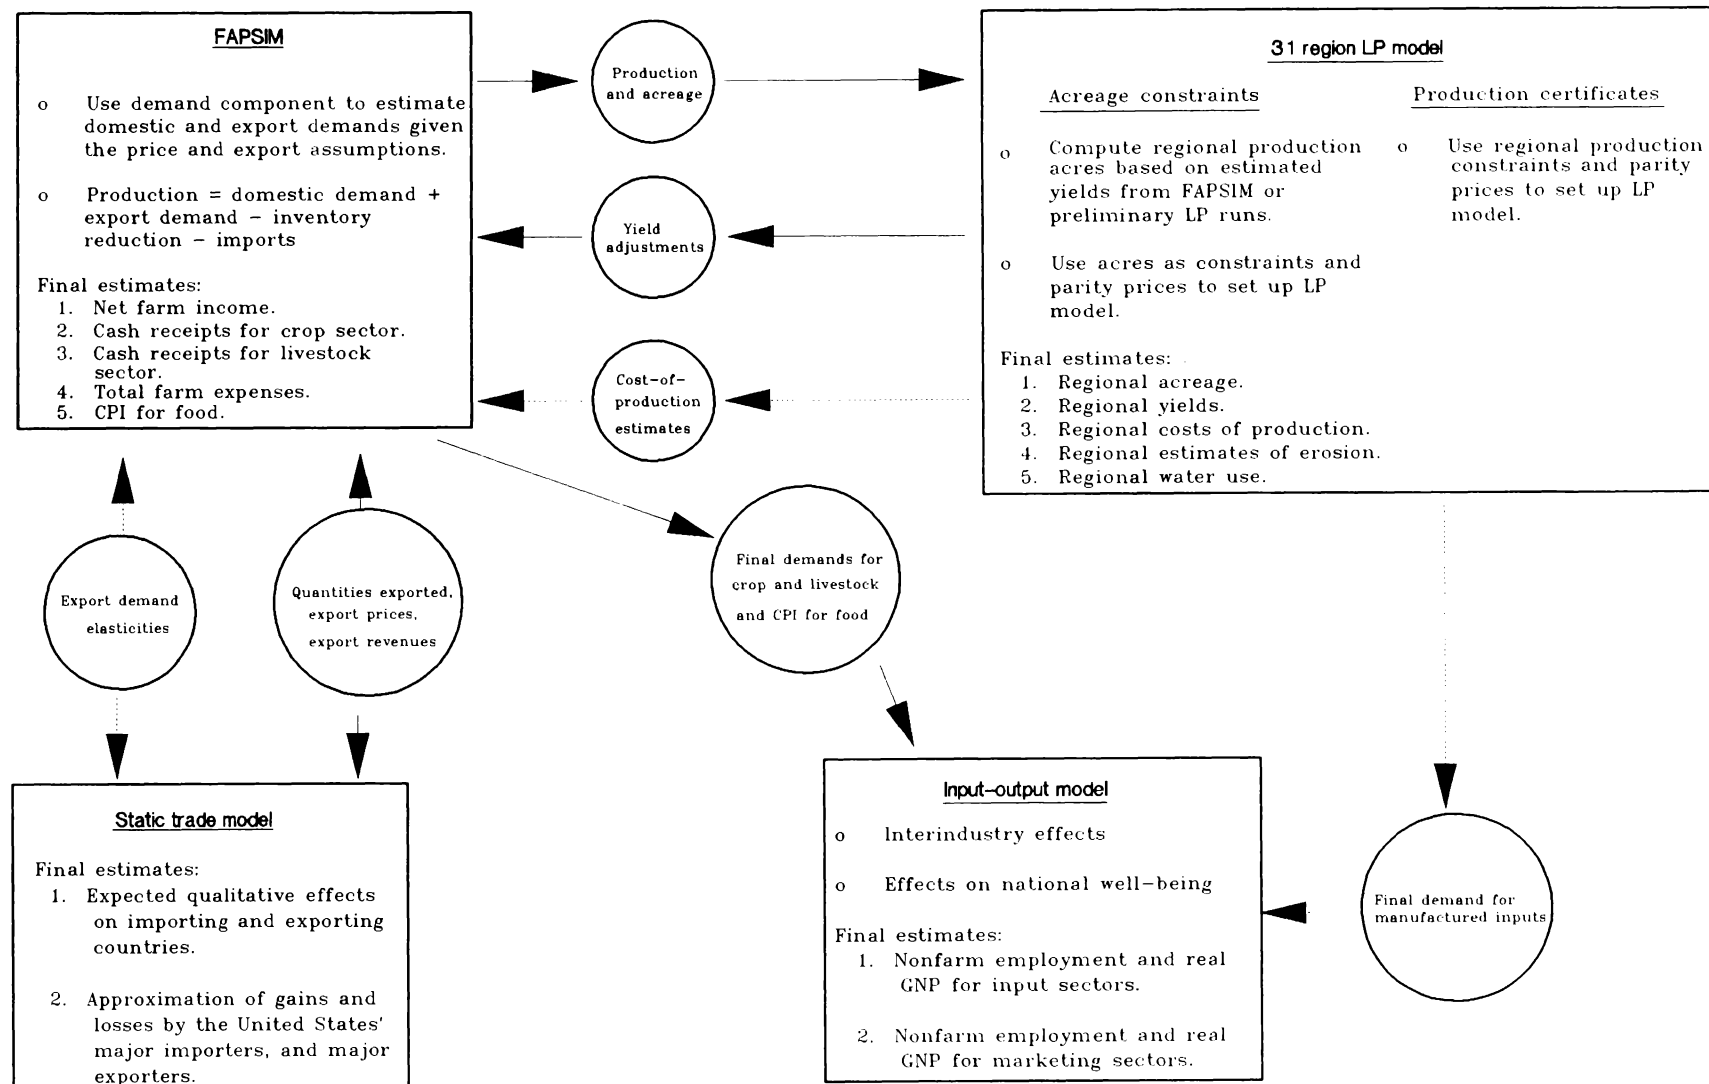 FAPSIM
o Use demand component to estimate
domestic and export demands given
the price and export assumptions.
o Production = domestic demand +
export demand – inventory
reduction – imports
Final estimates:
1. Net farm income.
2. Cash receipts for crop sector.
3. Cash receipts for livestock
sector.
4. Total farm expenses.
5. CPI for food.
Production
and acreage
Yield
adjustments
Cost–of–
production
estimates
31 region LP model
Acreage constraints
o Compute regional production
acres based on estimated
yields from FAPSIM or
preliminary LP runs.
o Use acres as constraints and
parity prices to set up LP
model.
Production certificates
o Use regional production
constraints and parity
prices to set up LP
model.
Final estimates:
1. Regional acreage.
2. Regional yields.
3. Regional costs of production.
4. Regional estimates of erosion.
5. Regional water use.
Export demand
elasticities
Quantities exported,
export prices,
export revenues
Final demands for
crop and livestock
and CPI for food
Static trade model
Final estimates:
1. Expected qualitative effects
on importing and exporting
countries.
2. Approximation of gains and
losses by the United States'
major importers, and major
exporters.
Input–output model
o Interindustry effects
o Effects on national well–being
Final estimates:
1. Nonfarm employment and real
GNP for input sectors.
2. Nonfarm employment and real
GNP for marketing sectors.
Final demand for
manufactured inputs